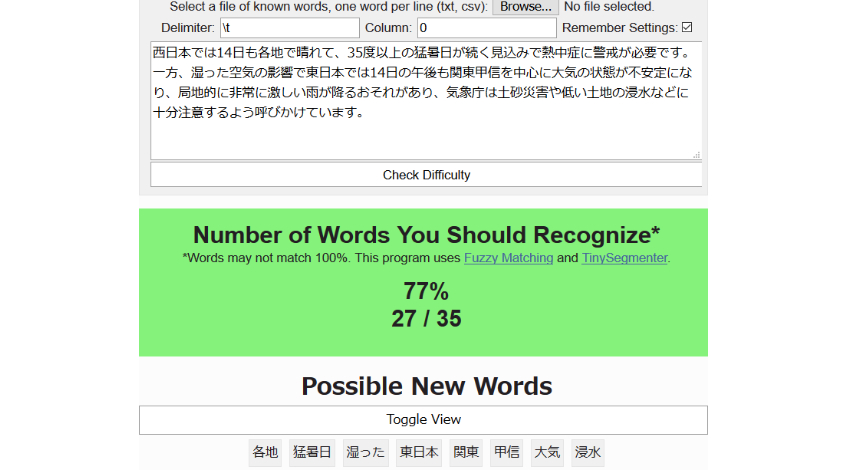 Select a file of known words, one word per line (txt, csv): Browse... No file selected.
Delimiter: \t Column: 0 Remember Settings:
西日本では14日も各地で晴れて、35度以上の猛暑日が続く見込みで熱中症に警戒が必要です。
一方、湿った空気の影響で東日本では14日の午後も関東甲信を中心に大気の状態が不安定にな
り、局地的に非常に激しい雨が降るおそれがあり、気象庁は土砂災害や低い土地の浸水などに
十分注意するよう呼びかけています。
Check Difficulty
Number of Words You Should Recognize*
*Words may not match 100%. This program uses Fuzzy Matching and TinySegmenter.
77%
27 / 35
Possible New Words
Toggle View
各地 猛暑日 湿った 東日本 関東 甲信 大気 浸水